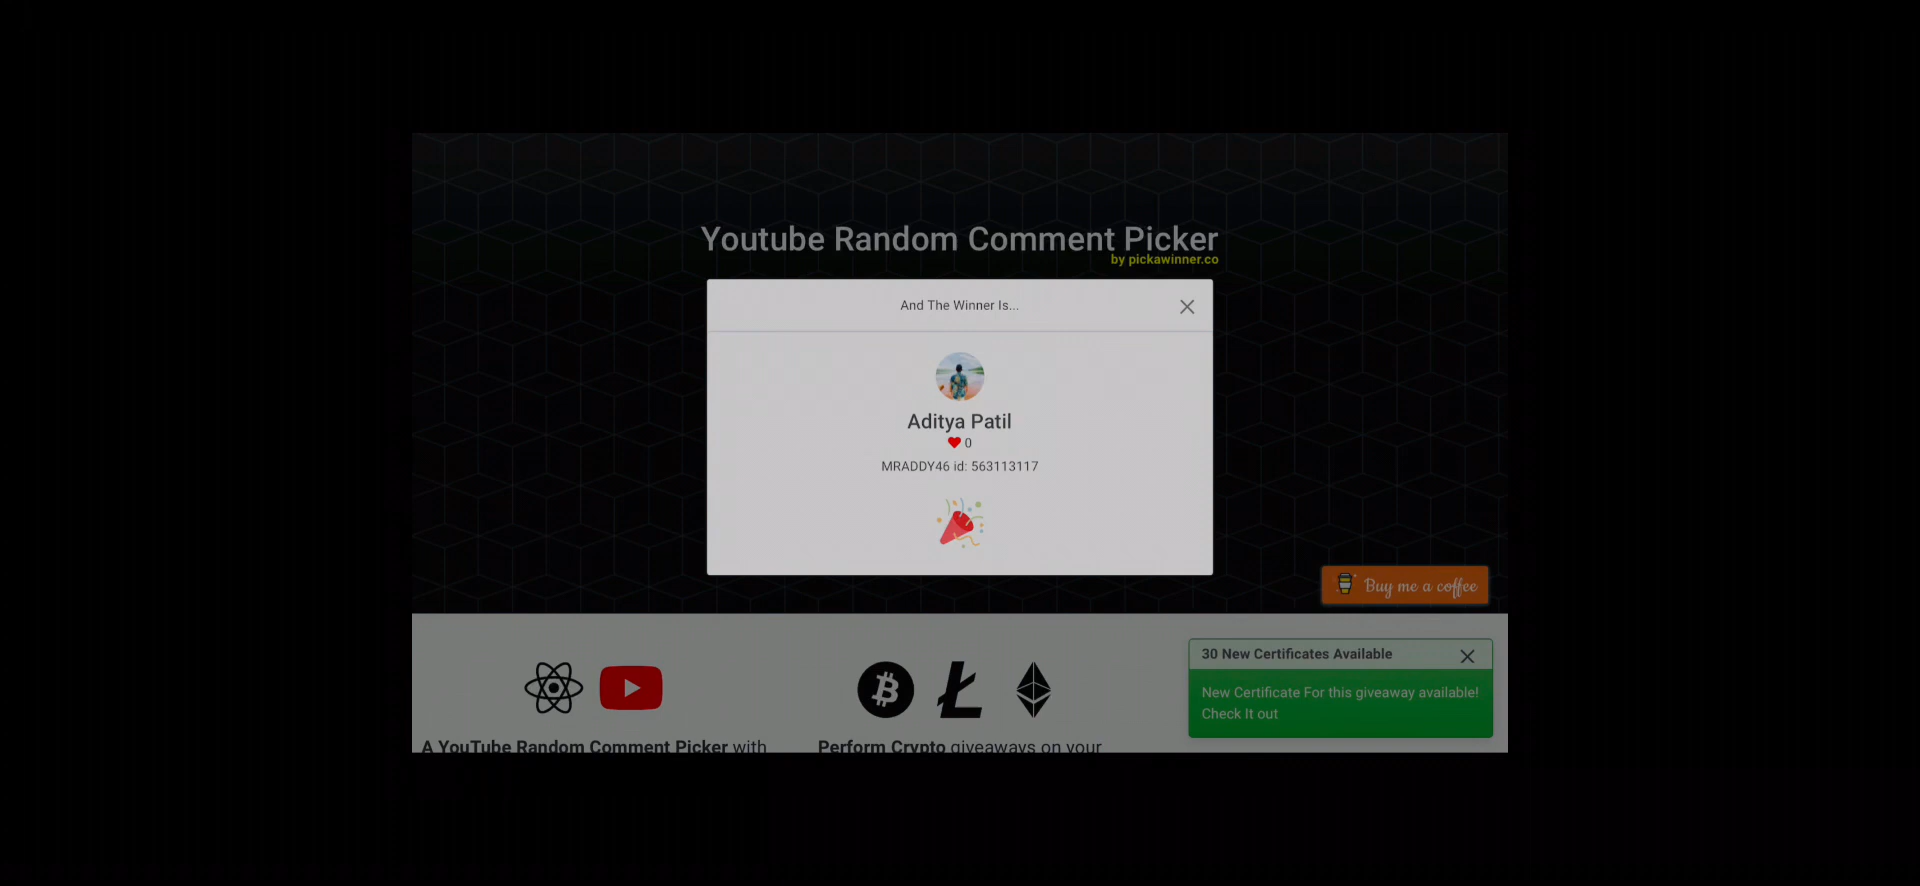 Youtube Random Comment Picker
by pickawinner.co
And The Winner Is...
Aditya Patil
0
MRADDY46 id: 563113117
Buy me a coffee
30 New Certificates Available
New Certificate For this giveaway available!
Check It out
A YouTube Random Comment Picker with
Perform Crypto giveaways on your